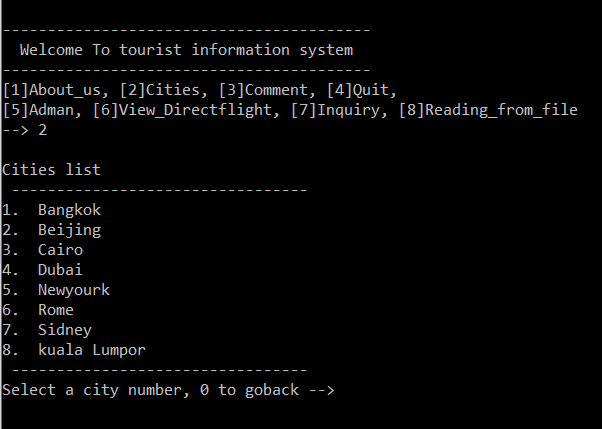 -----------------------------------------
Welcome To tourist information system
-----------------------------------------
[1]About_us, [2]Cities, [3]Comment, [4]Quit,
[5]Adman, [6]View_Directflight, [7]Inquiry, [8]Reading_from_file
--> 2
Cities list
---------------------------------
1.  Bangkok
2.  Beijing
3.  Cairo
4.  Dubai
5.  Newyourk
6.  Rome
7.  Sidney
8.  kuala Lumpor
---------------------------------
Select a city number, 0 to goback -->